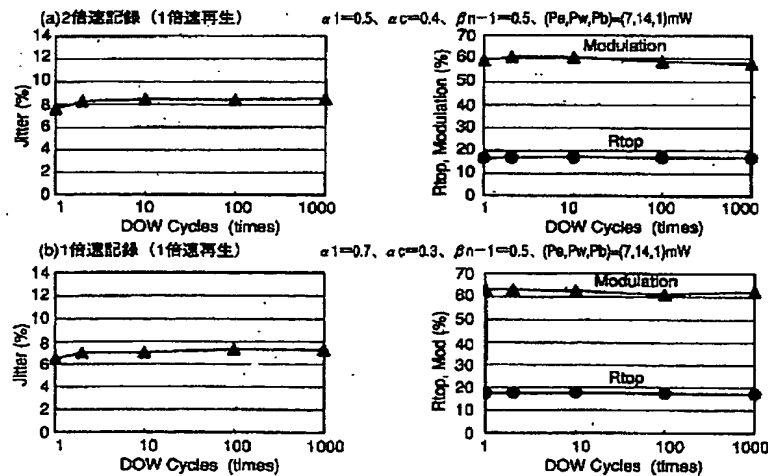 (a)2倍速記録（1倍速再生） α1=0.5、αc=0.4、βn-1=0.5、(Pe,Pw,Pb)=(7,14,1)mW
Jitter (%)
14
12
10
8
6
4
2
0
1 10 100 1000
DOW Cycles (times)
Rtop, Modulation (%)
70
60
50
40
30
20
10
0
Modulation
Rtop
1 10 100 1000
DOW Cycles (times)
(b)1倍速記録（1倍速再生） α1=0.7、αc=0.3、βn-1=0.5、(Pe,Pw,Pb)=(7,14,1)mW
Jitter (%)
14
12
10
8
6
4
2
0
1 10 100 1000
DOW Cycles (times)
Rtop, Mod (%)
70
60
50
40
30
20
10
0
Modulation
Rtop
1 10 100 1000
DOW Cycles (times)